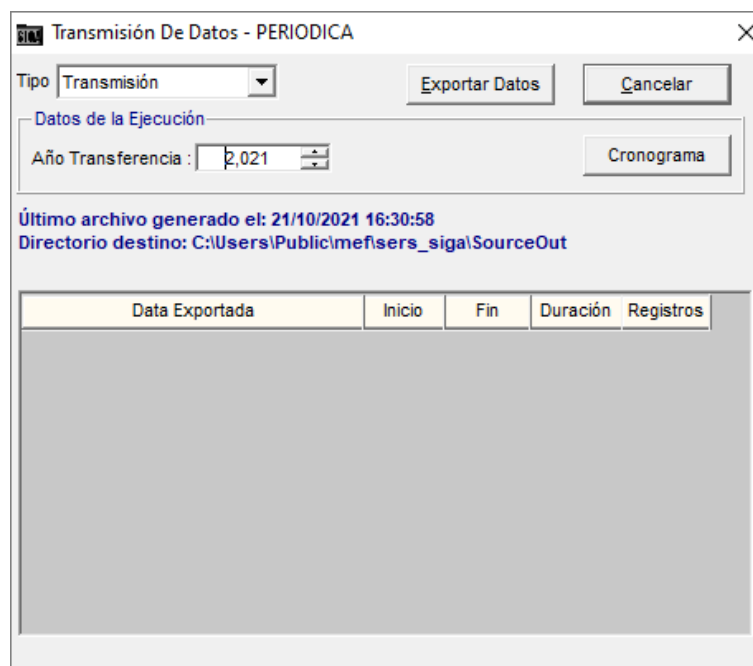 Transmisión De Datos - PERIODICA
Tipo Transmisión Exportar Datos Cancelar
Datos de la Ejecución
Año Transferencia : 2,021 Cronograma
Último archivo generado el: 21/10/2021 16:30:58
Directorio destino: C:\Users\Public\mef\sers_siga\SourceOut
Data Exportada Inicio Fin Duración Registros